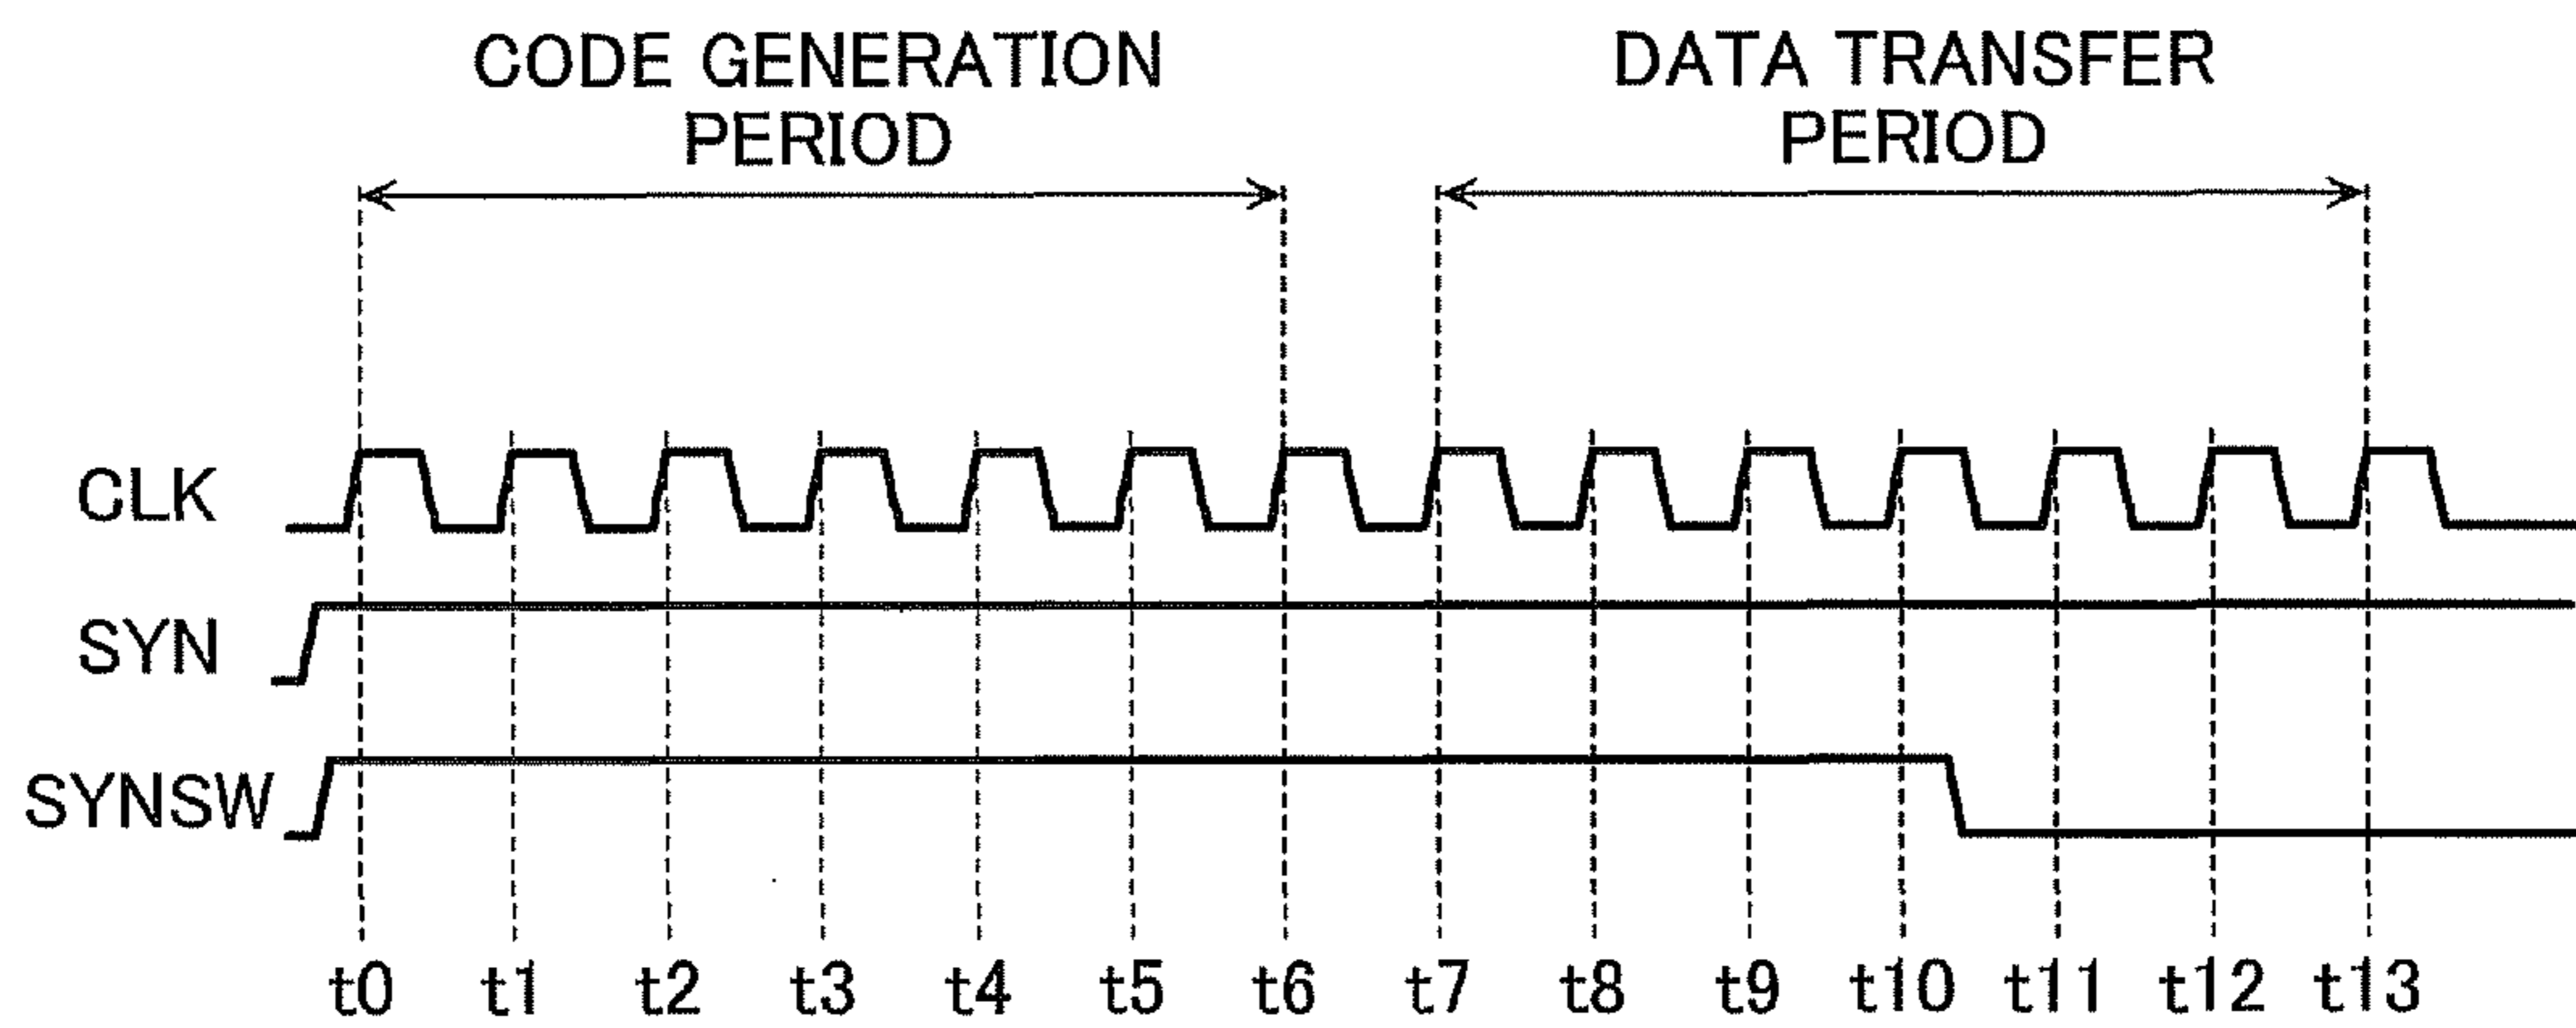 CODE GENERATION
PERIOD
DATA TRANSFER
PERIOD
CLK
SYN
SYNSW
t0 t1 t2 t3 t4 t5 t6 t7 t8 t9 t10 t11 t12 t13